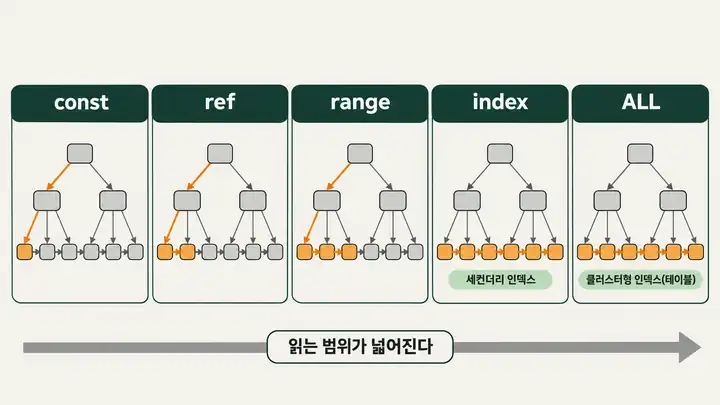 const
ref
range
index
ALL
세컨더리 인덱스
클러스터형 인덱스(테이블)
읽는 범위가 넓어진다